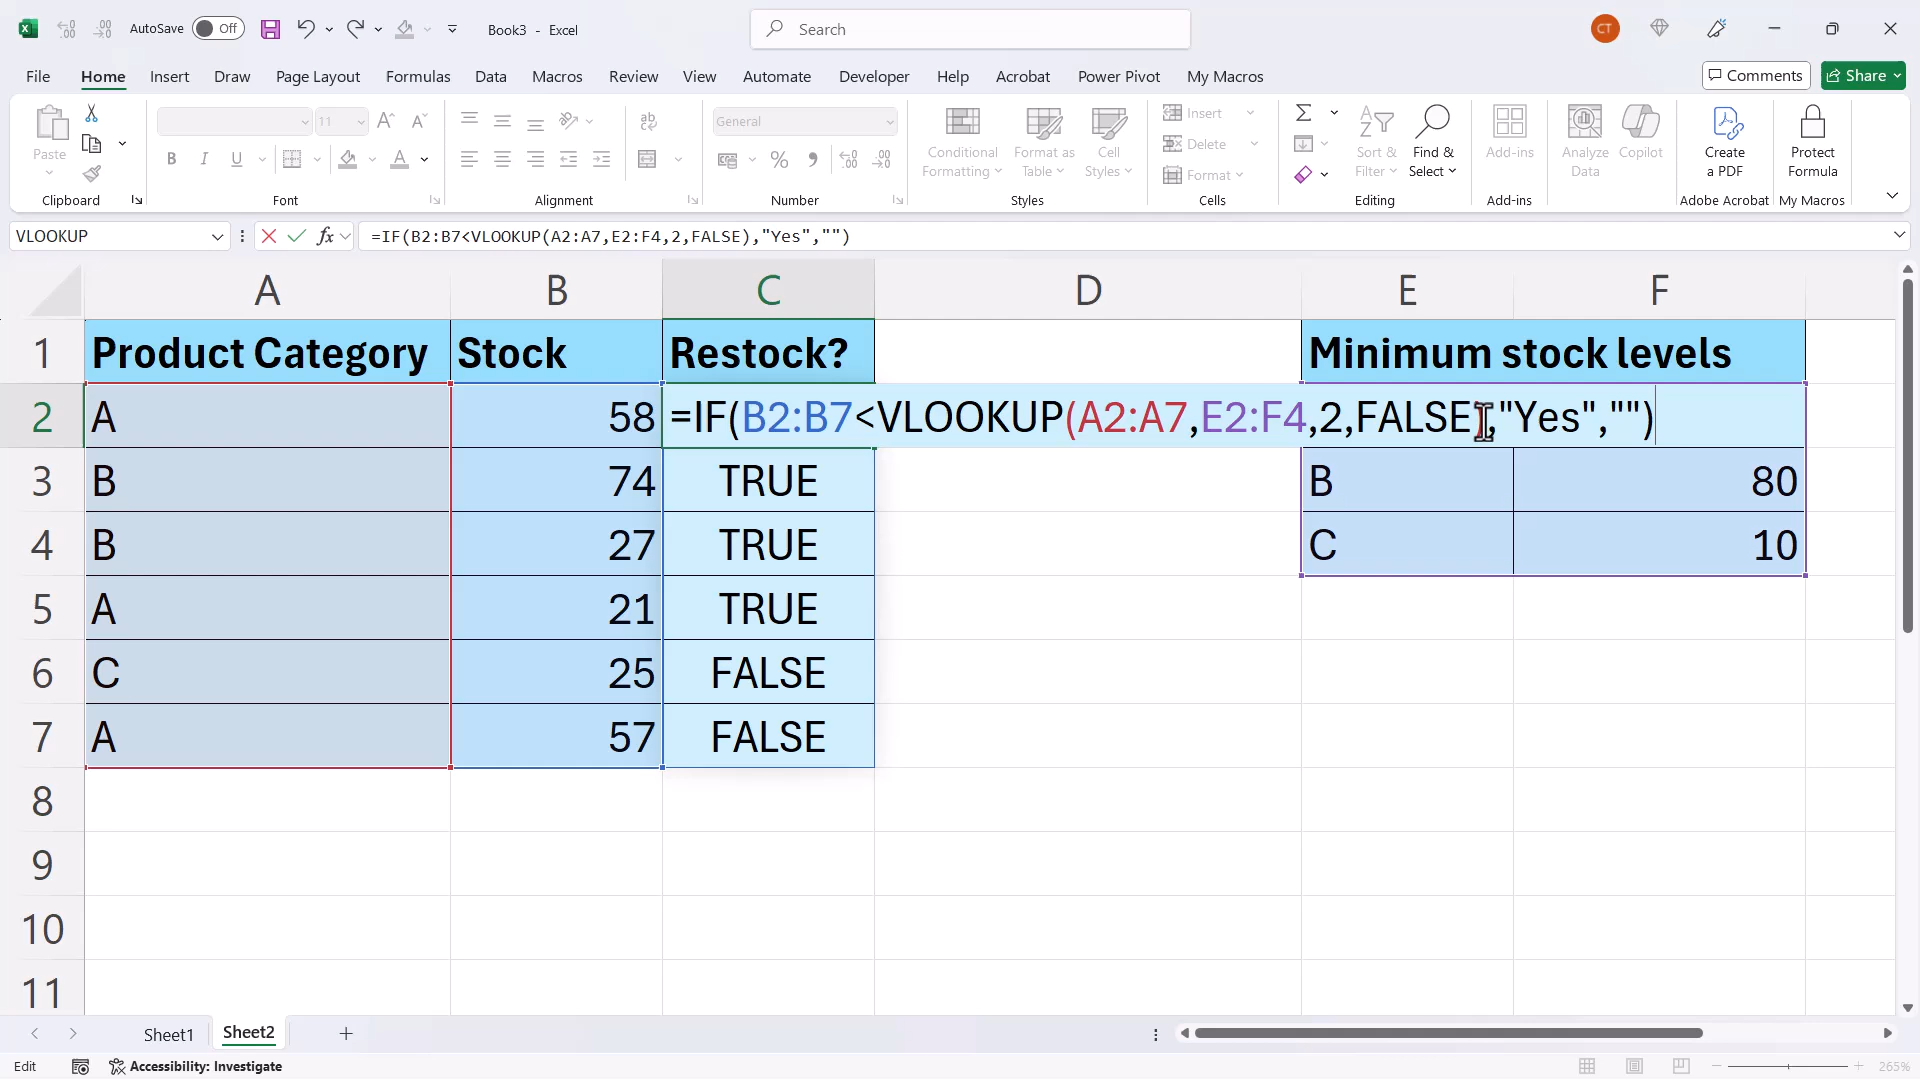 AutoSave Off Book3 - Excel Search CT
File Home Insert Draw Page Layout Formulas Data Macros Review View Automate Developer Help Acrobat Power Pivot My Macros Comments Share
Paste
11
B I U
ab
General
Conditional Formatting
Format as Table
Cell Styles
Insert
Delete
Format
Sort & Filter
Find & Select
Add-ins
Analyze Data
Copilot
Create a PDF
Protect Formula
Clipboard Font Alignment Number Styles Cells Editing Add-ins Adobe Acrobat My Macros
VLOOKUP fx =IF(B2:B7<VLOOKUP(A2:A7,E2:F4,2,FALSE),"Yes","")
A B C D E F
1 Product Category Stock Restock? Minimum stock levels
2 A 58 =IF(B2:B7<VLOOKUP(A2:A7,E2:F4,2,FALSE),"Yes","")
3 B 74 TRUE B 80
4 B 27 TRUE C 10
5 A 21 TRUE
6 C 25 FALSE
7 A 57 FALSE
8
9
10
11
Sheet1 Sheet2
Edit Accessibility: Investigate 265%